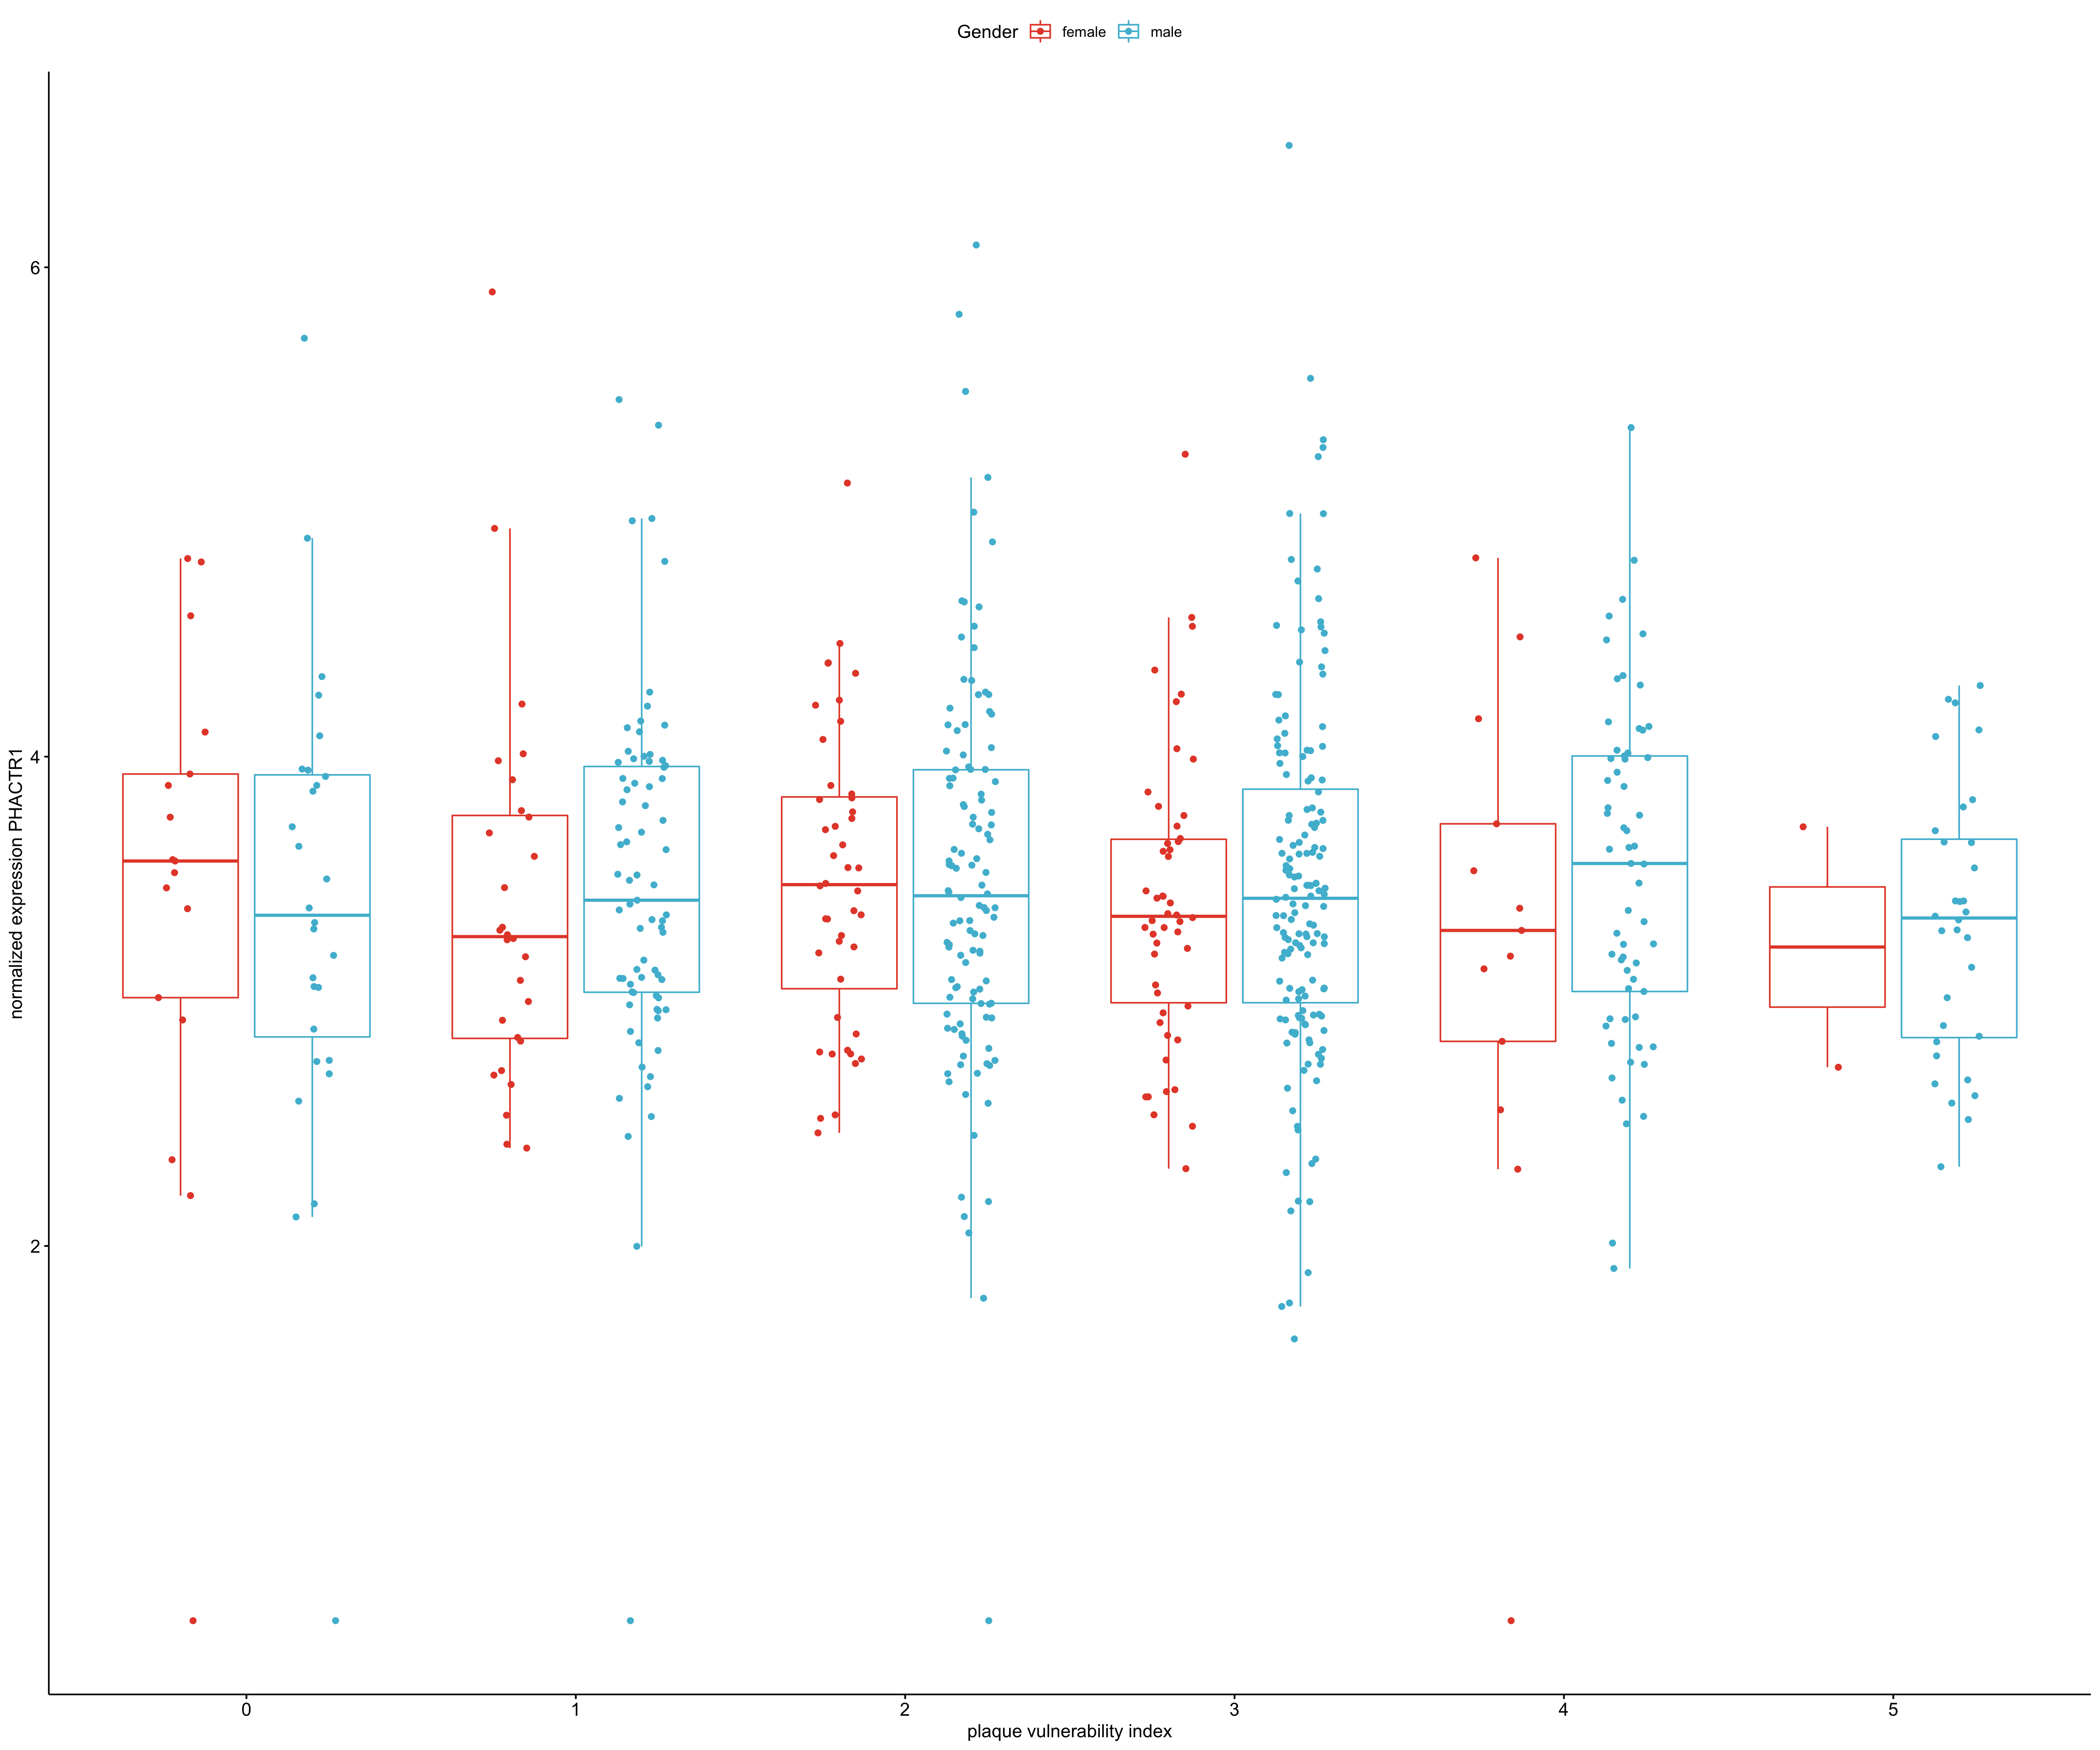 Gender female male
normalized expression PHACTR1
6
4
2
0 1 2 3 4 5
plaque vulnerability index